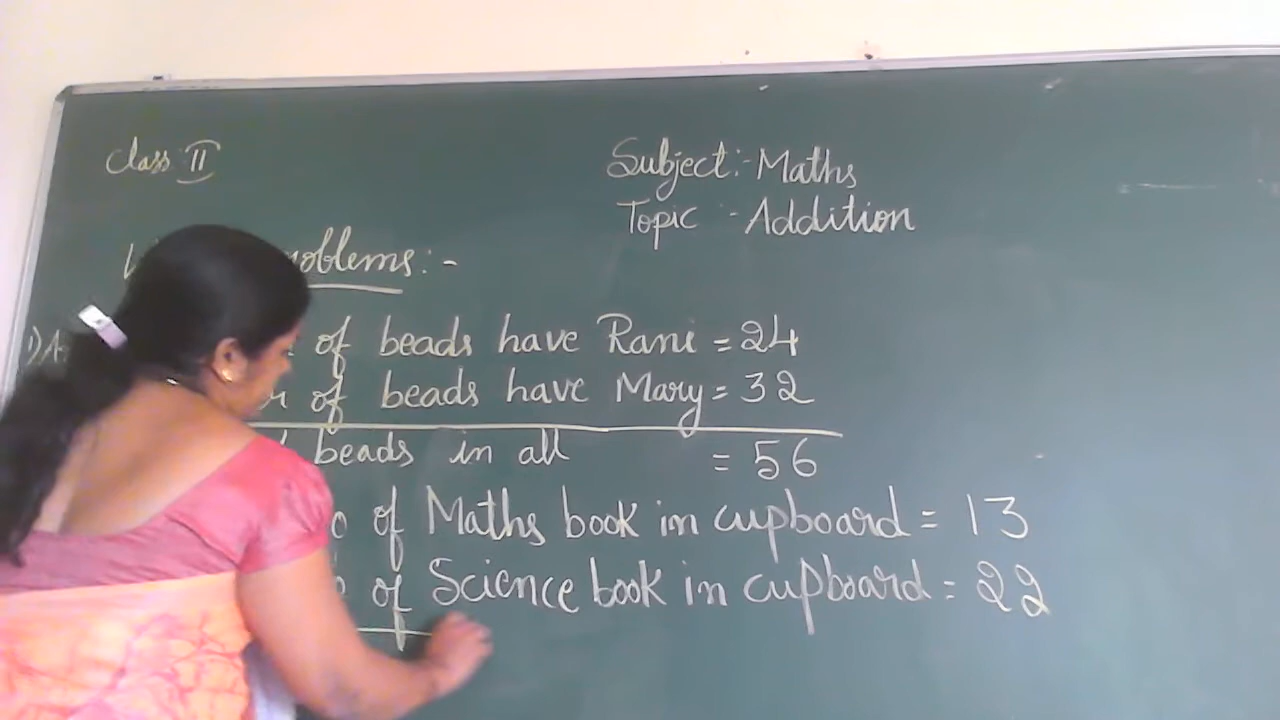 Class II
Subject:- Maths
Topic :- Addition
oblems:-
of beads have Rani = 24
of beads have Mary = 32
beads in all = 56
of Maths book in cupboard = 13
of Science book in cupboard = 22